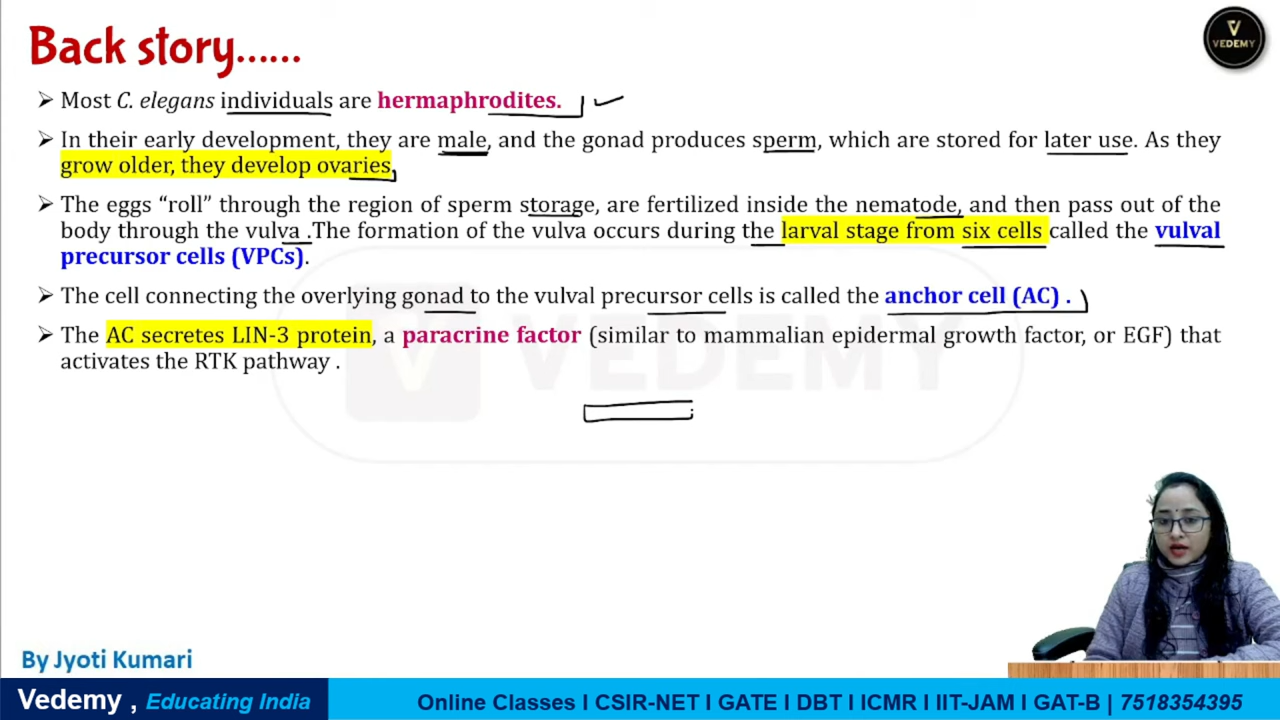 Back story......
VEDEMY
➢ Most C. elegans individuals are hermaphrodites.
➢ In their early development, they are male, and the gonad produces sperm, which are stored for later use. As they
grow older, they develop ovaries.
➢ The eggs “roll” through the region of sperm storage, are fertilized inside the nematode, and then pass out of the
body through the vulva .The formation of the vulva occurs during the larval stage from six cells called the vulval
precursor cells (VPCs).
➢ The cell connecting the overlying gonad to the vulval precursor cells is called the anchor cell (AC) .
➢ The AC secretes LIN-3 protein, a paracrine factor (similar to mammalian epidermal growth factor, or EGF) that
activates the RTK pathway .
VEDEMY
By Jyoti Kumari
Vedemy , Educating India
Online Classes I CSIR-NET I GATE I DBT I ICMR I IIT-JAM I GAT-B | 7518354395